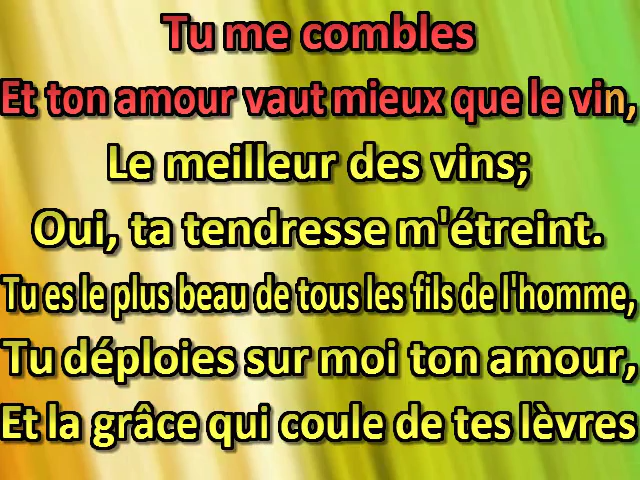 Tu me combles
Et ton amour vaut mieux que le vin,
Le meilleur des vins;
Oui, ta tendresse m'étreint.
Tu es le plus beau de tous les fils de l'homme,
Tu déploies sur moi ton amour,
Et la grâce qui coule de tes lèvres